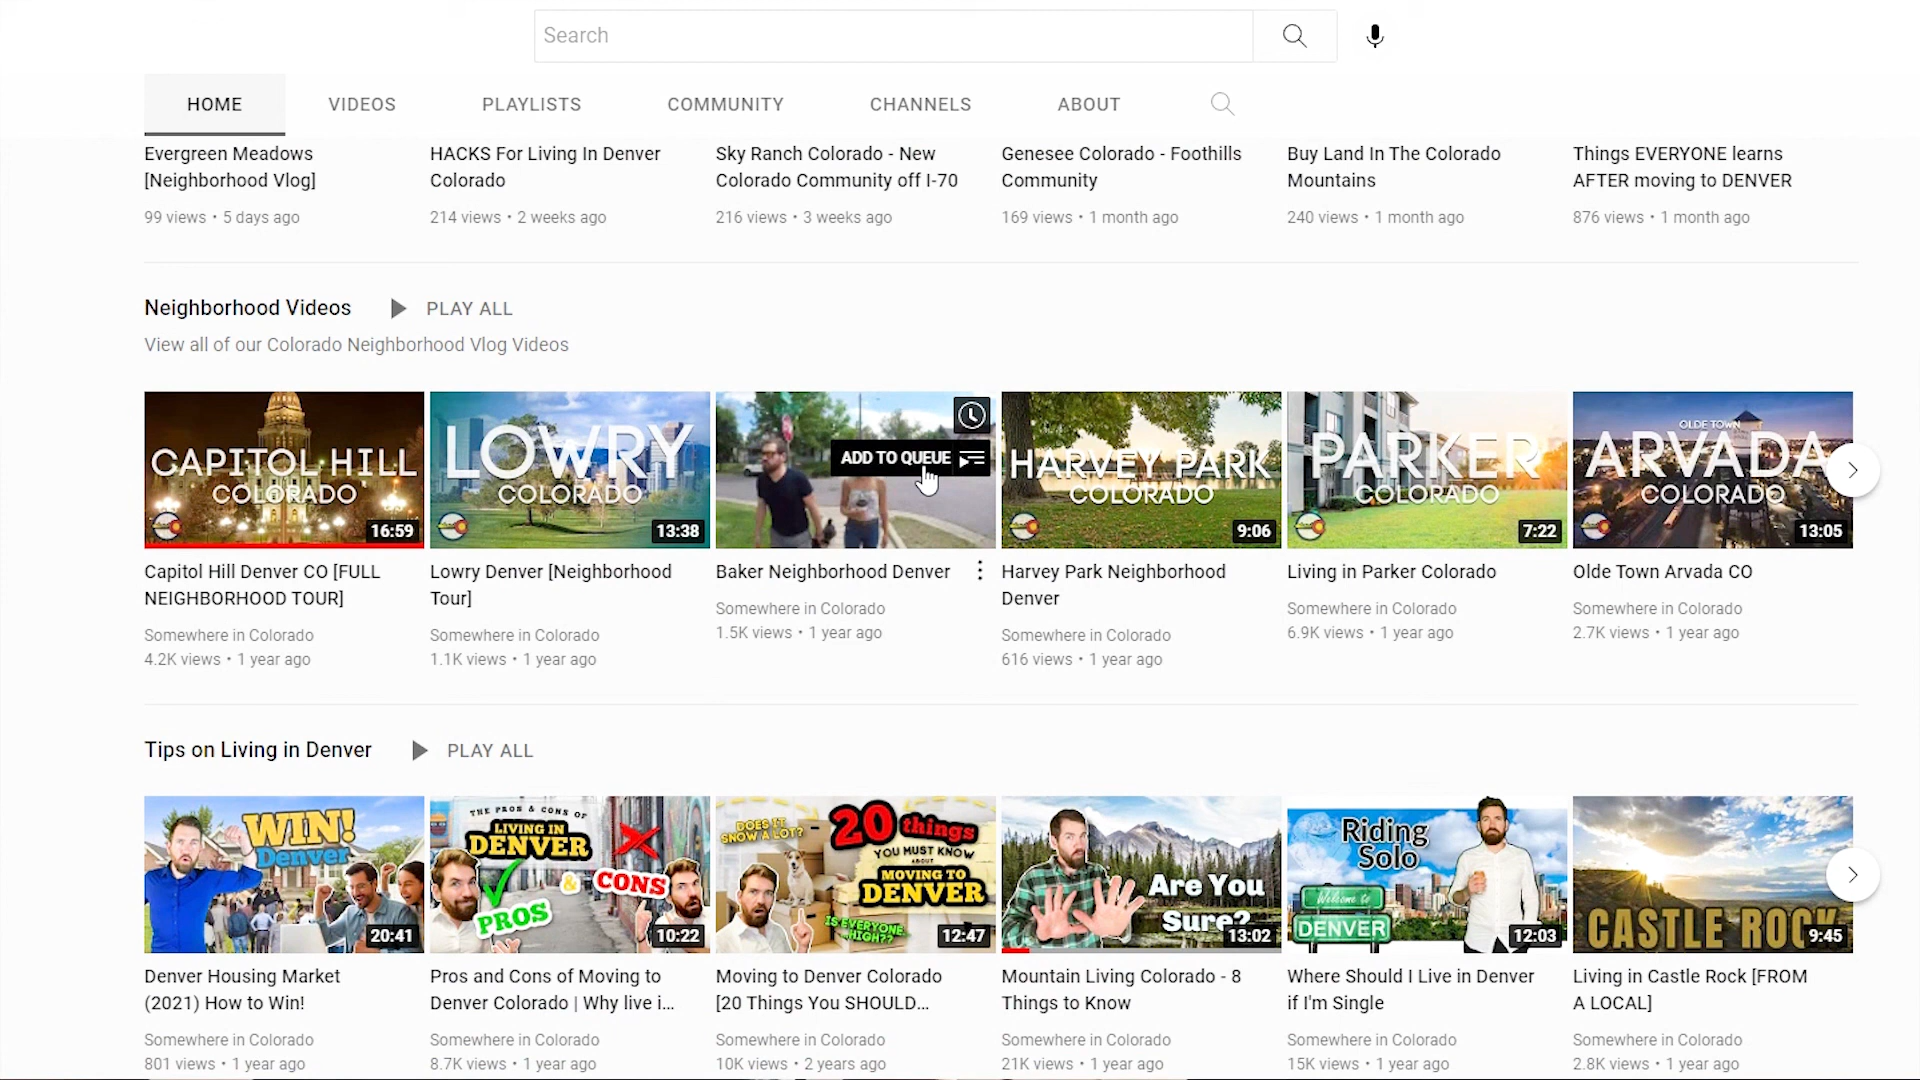 Search
HOME VIDEOS PLAYLISTS COMMUNITY CHANNELS ABOUT
Evergreen Meadows
[Neighborhood Vlog]
99 views • 5 days ago
HACKS For Living In Denver
Colorado
214 views • 2 weeks ago
Sky Ranch Colorado - New
Colorado Community off I-70
216 views • 3 weeks ago
Genesee Colorado - Foothills
Community
169 views • 1 month ago
Buy Land In The Colorado
Mountains
240 views • 1 month ago
Things EVERYONE learns
AFTER moving to DENVER
876 views • 1 month ago
Neighborhood Videos PLAY ALL
View all of our Colorado Neighborhood Vlog Videos
CAPITOL HILL
COLORADO
16:59
Capitol Hill Denver CO [FULL
NEIGHBORHOOD TOUR]
Somewhere in Colorado
4.2K views • 1 year ago
LOWRY
COLORADO
13:38
Lowry Denver [Neighborhood
Tour]
Somewhere in Colorado
1.1K views • 1 year ago
ADD TO QUEUE
Baker Neighborhood Denver
Somewhere in Colorado
1.5K views • 1 year ago
HARVEY PARK
COLORADO
9:06
Harvey Park Neighborhood
Denver
Somewhere in Colorado
616 views • 1 year ago
PARKER
COLORADO
7:22
Living in Parker Colorado
Somewhere in Colorado
6.9K views • 1 year ago
OLDE TOWN
ARVADA
COLORADO
13:05
Olde Town Arvada CO
Somewhere in Colorado
2.7K views • 1 year ago
Tips on Living in Denver PLAY ALL
WIN!
Denver
20:41
Denver Housing Market
(2021) How to Win!
Somewhere in Colorado
801 views • 1 year ago
THE PROS & CONS OF
LIVING IN
DENVER
& CONS
PROS
10:22
Pros and Cons of Moving to
Denver Colorado | Why live i...
Somewhere in Colorado
8.7K views • 1 year ago
DOES IT
SNOW A LOT?
20 things
YOU MUST KNOW
ABOUT
MOVING TO
DENVER
IS EVERYONE
HIGH??
12:47
Moving to Denver Colorado
[20 Things You SHOULD...
Somewhere in Colorado
10K views • 2 years ago
Are You
Sure?
13:02
Mountain Living Colorado - 8
Things to Know
Somewhere in Colorado
21K views • 1 year ago
Riding
Solo
Welcome to
DENVER
12:03
Where Should I Live in Denver
if I'm Single
Somewhere in Colorado
15K views • 1 year ago
CASTLE ROCK
9:45
Living in Castle Rock [FROM
A LOCAL]
Somewhere in Colorado
2.8K views • 1 year ago